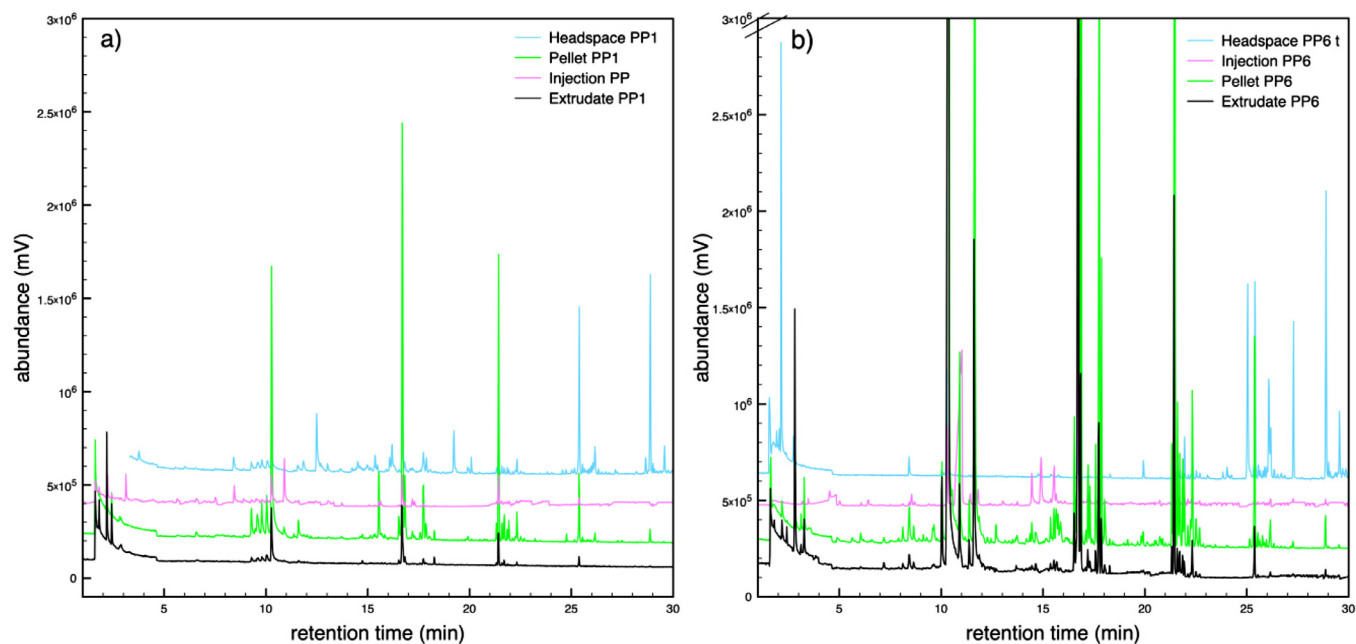 a)
Headspace PP1
Pellet PP1
Injection PP
Extrudate PP1
3×10⁶
2.5×10⁶
2×10⁶
1.5×10⁶
1×10⁶
5×10⁵
0
abundance (mV)
5 10 15 20 25 30
retention time (min)
b)
Headspace PP6 t
Injection PP6
Pellet PP6
Extrudate PP6
3×10⁶
2.5×10⁶
2×10⁶
1.5×10⁶
1×10⁶
5×10⁵
0
abundance (mV)
5 10 15 20 25 30
retention time (min)